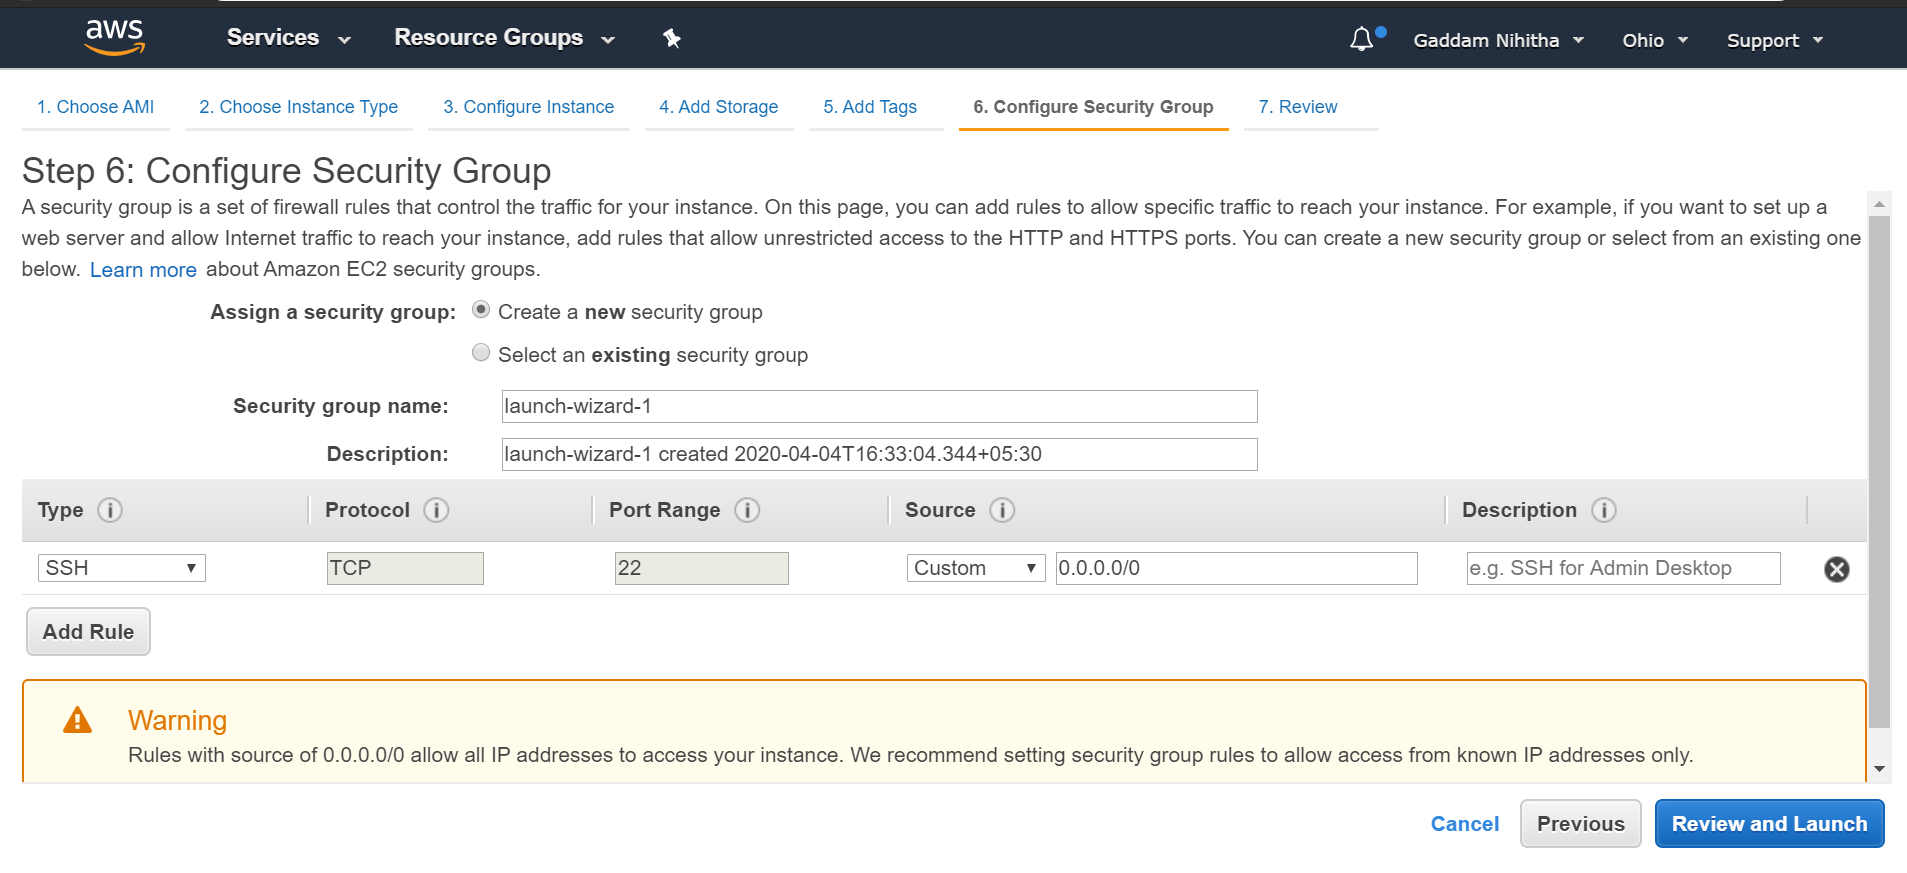 aws Services Resource Groups Gaddam Nihitha Ohio Support
1. Choose AMI 2. Choose Instance Type 3. Configure Instance 4. Add Storage 5. Add Tags 6. Configure Security Group 7. Review
Step 6: Configure Security Group
A security group is a set of firewall rules that control the traffic for your instance. On this page, you can add rules to allow specific traffic to reach your instance. For example, if you want to set up a
web server and allow Internet traffic to reach your instance, add rules that allow unrestricted access to the HTTP and HTTPS ports. You can create a new security group or select from an existing one
below. Learn more about Amazon EC2 security groups.
Assign a security group: Create a new security group
Select an existing security group
Security group name: launch-wizard-1
Description: launch-wizard-1 created 2020-04-04T16:33:04.344+05:30
Type i Protocol i Port Range i Source i Description i
SSH TCP 22 Custom 0.0.0.0/0 e.g. SSH for Admin Desktop
Add Rule
Warning
Rules with source of 0.0.0.0/0 allow all IP addresses to access your instance. We recommend setting security group rules to allow access from known IP addresses only.
Cancel Previous Review and Launch